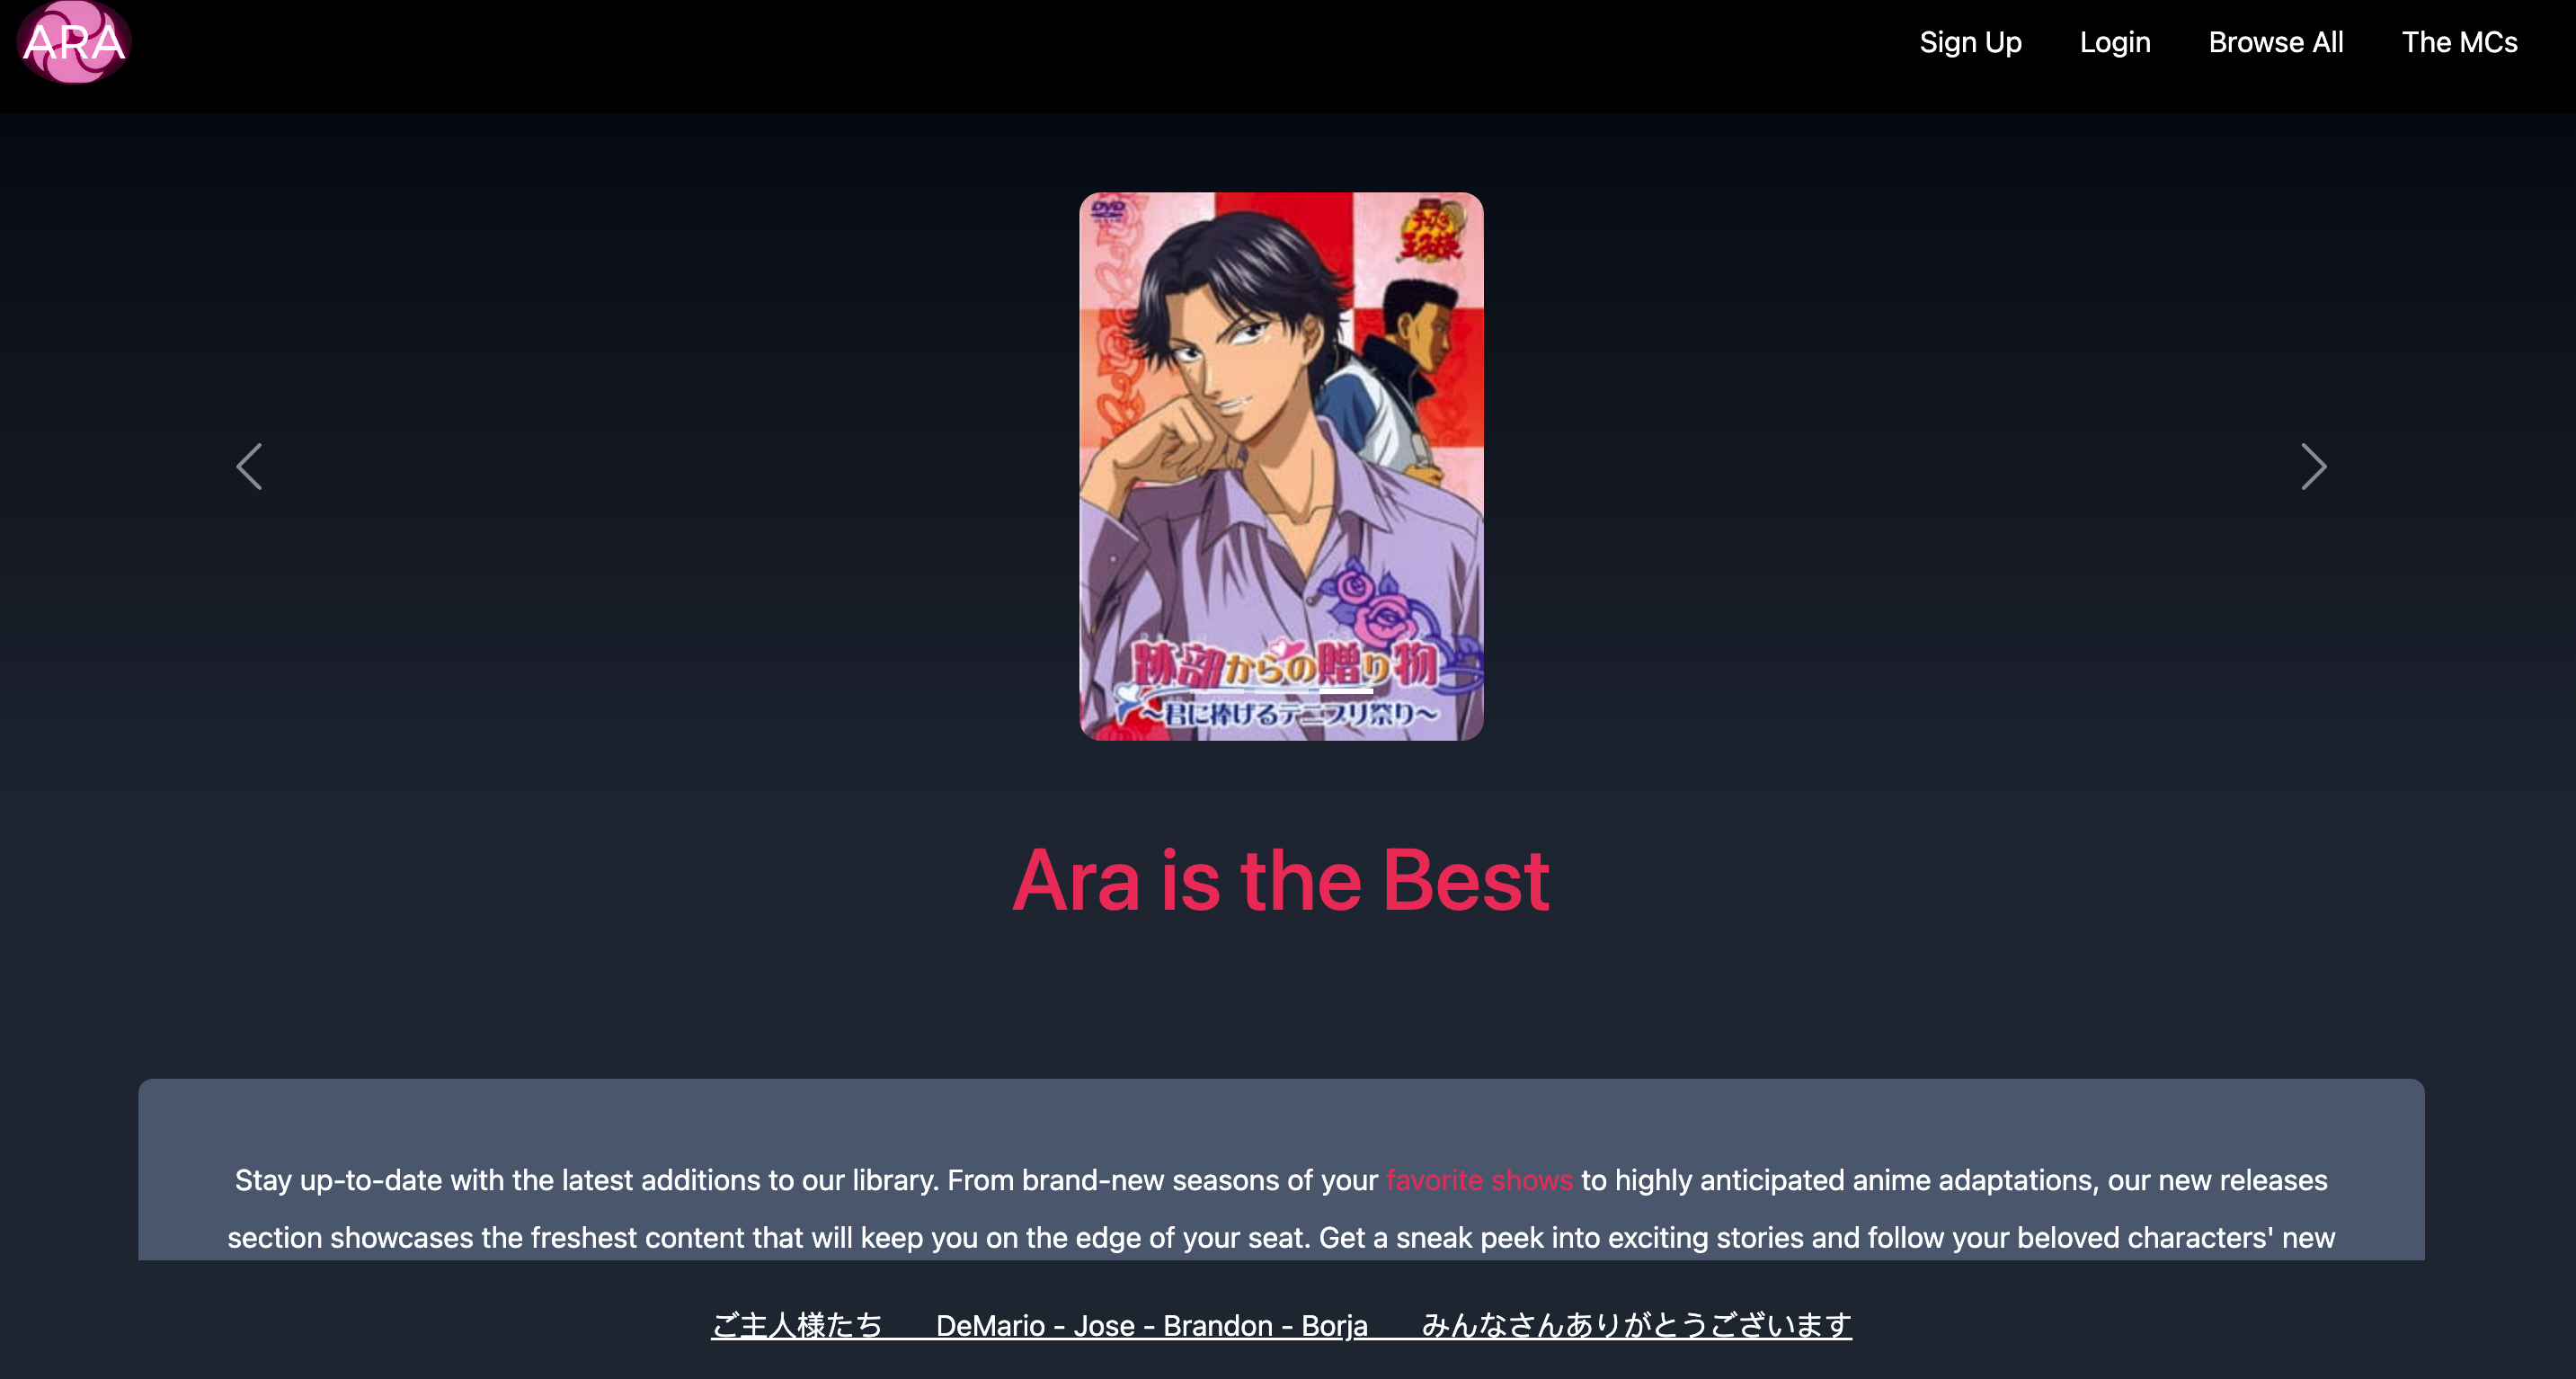 ARA
Sign Up
Login
Browse All
The MCs
DVD
テニスの
王子様
跡部からの贈り物
～君に捧げるテニプリ祭り～
Ara is the Best
Stay up-to-date with the latest additions to our library. From brand-new seasons of your favorite shows to highly anticipated anime adaptations, our new releases
section showcases the freshest content that will keep you on the edge of your seat. Get a sneak peek into exciting stories and follow your beloved characters' new
ご主人様たち DeMario - Jose - Brandon - Borja みんなさんありがとうございます